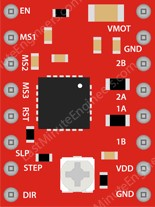 EN
VMOT
MS1
GND
MS2
2B
MS3
2A
RST
1A
SLP
1B
STEP
VDD
DIR
GND